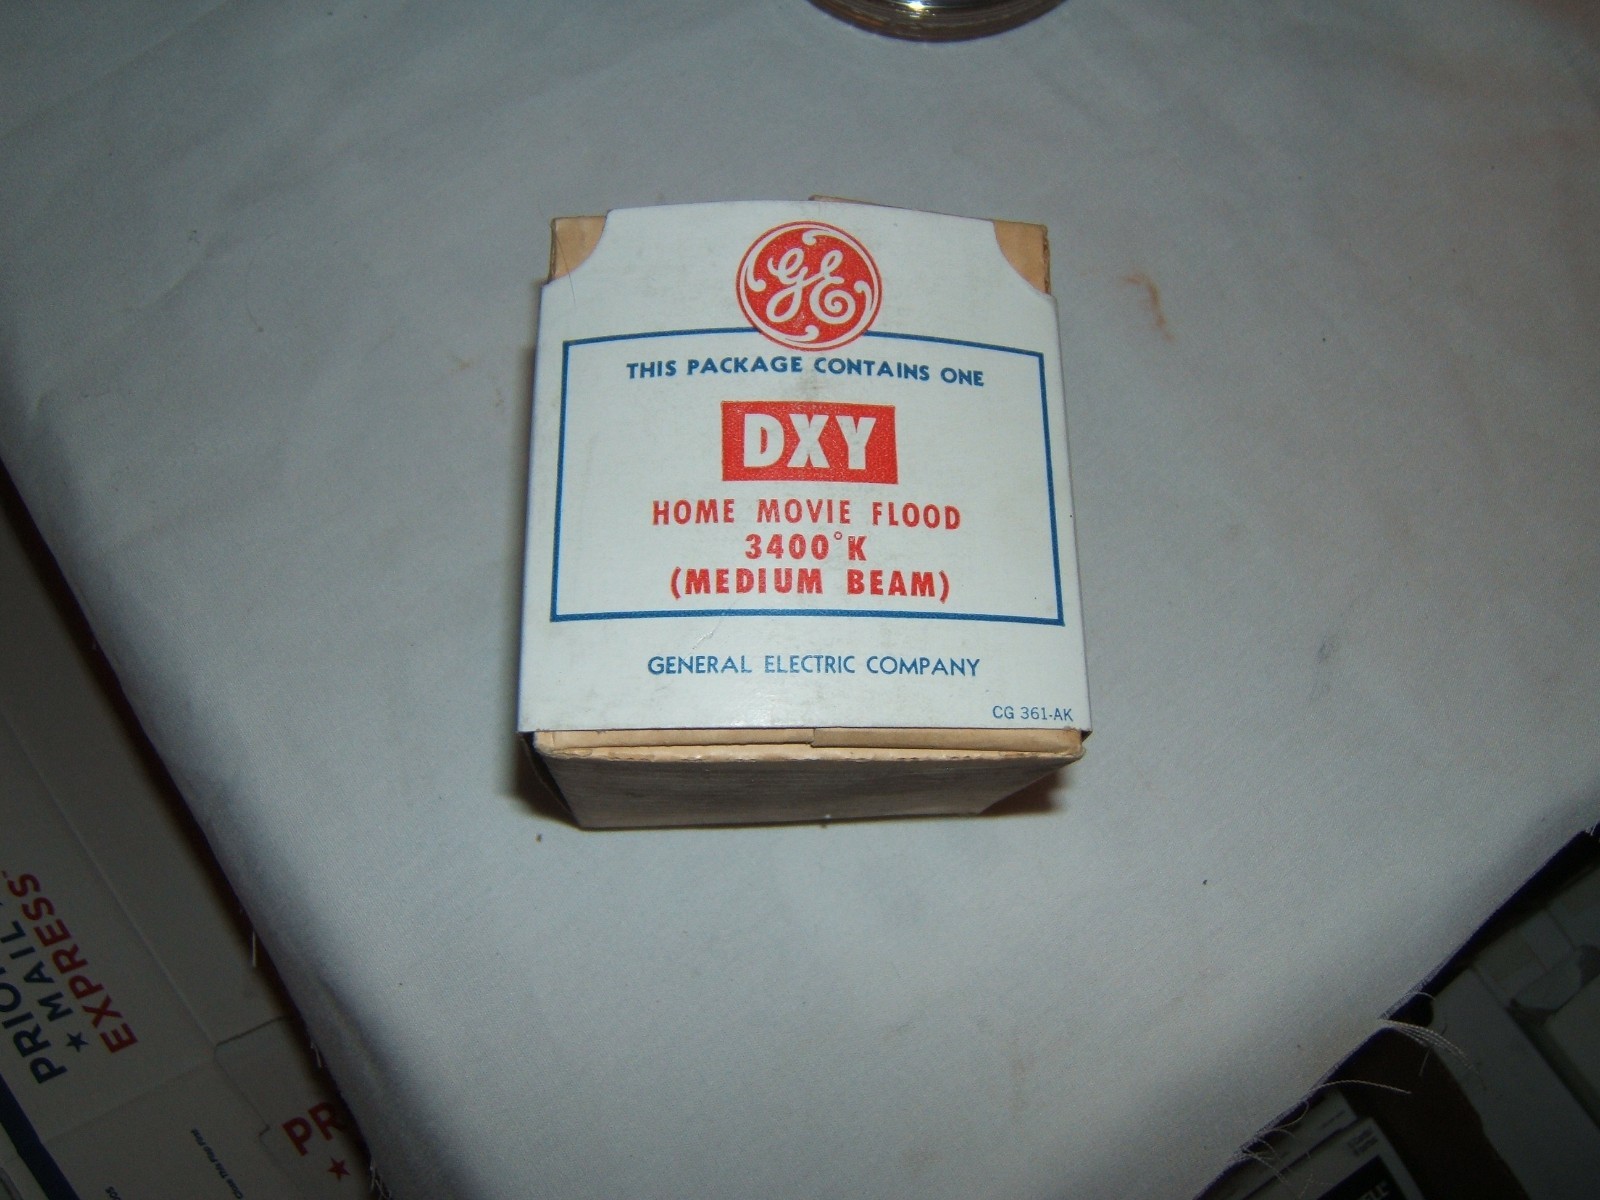 GE
THIS PACKAGE CONTAINS ONE
DXY
HOME MOVIE FLOOD
3400°K
(MEDIUM BEAM)
GENERAL ELECTRIC COMPANY
CG 361-AK
MAIL
EXPRESS